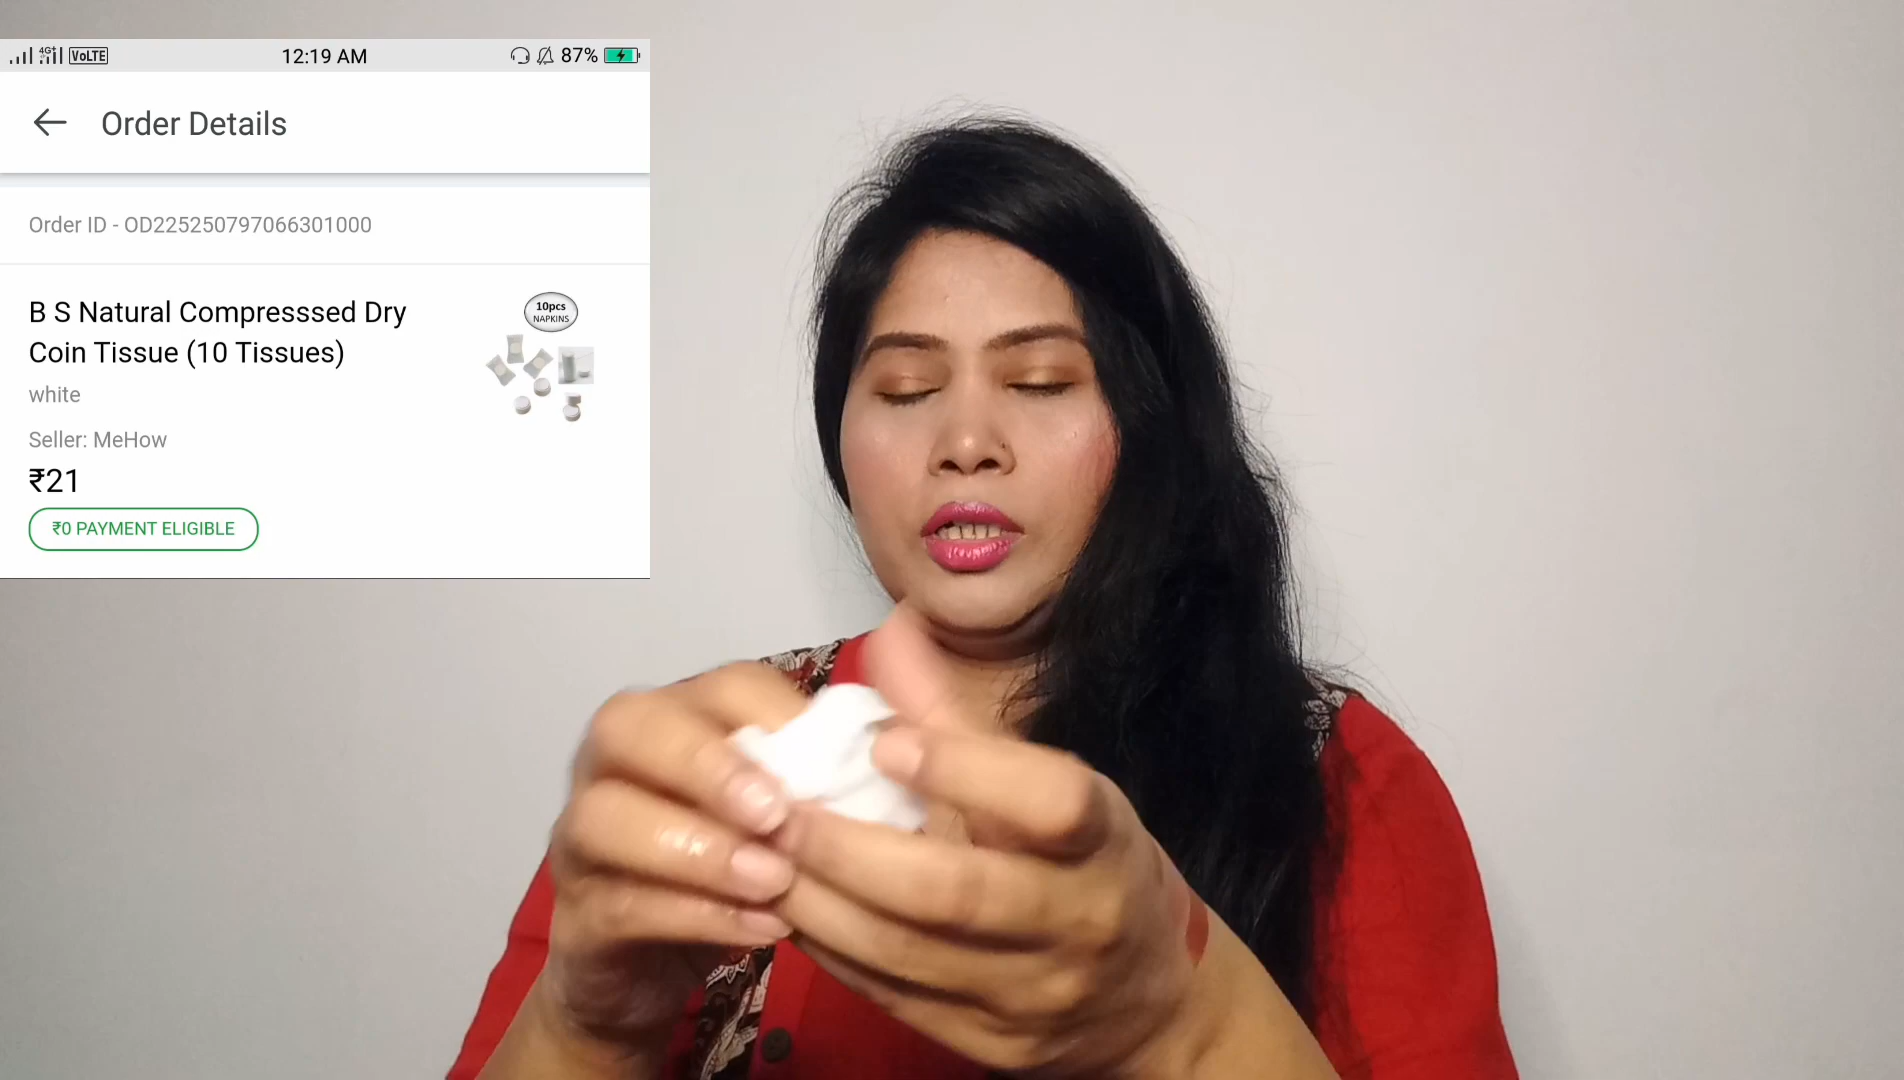 4G+ VoLTE 12:19 AM 87%
Order Details
Order ID - OD225250797066301000
B S Natural Compresssed Dry
Coin Tissue (10 Tissues)
white
Seller: MeHow
₹21
₹0 PAYMENT ELIGIBLE
10pcs
NAPKINS